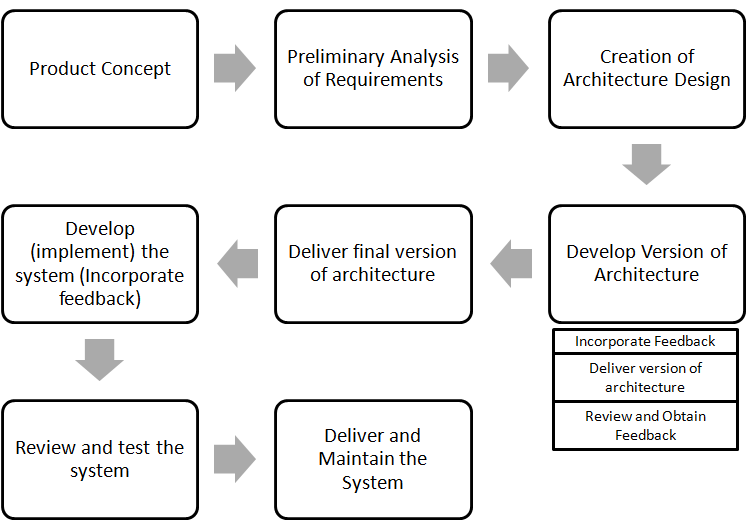 Product Concept
Preliminary Analysis
of Requirements
Creation of
Architecture Design
Develop Version of
Architecture
Incorporate Feedback
Deliver version of
architecture
Review and Obtain
Feedback
Deliver final version
of architecture
Develop
(implement) the
system (Incorporate
feedback)
Review and test the
system
Deliver and
Maintain the
System